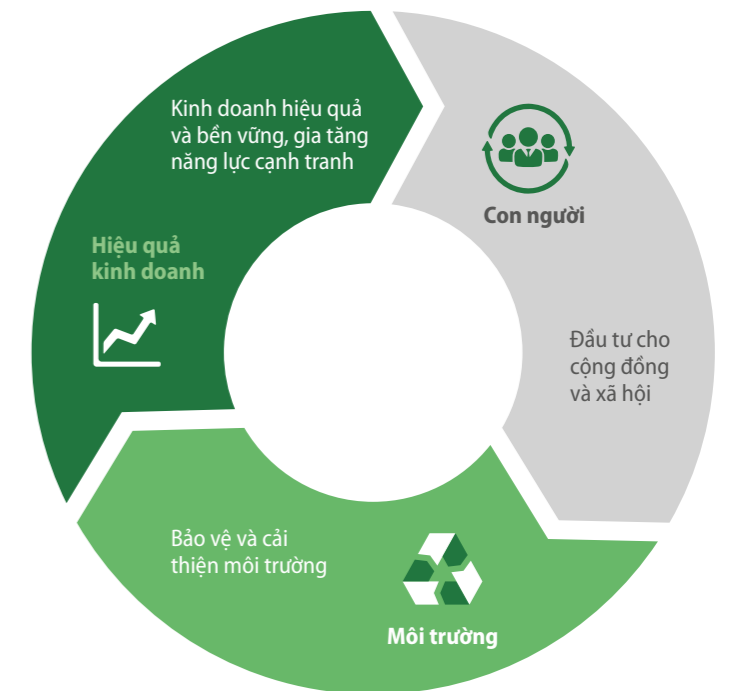 Kinh doanh hiệu quả
và bền vững, gia tăng
năng lực cạnh tranh
Hiệu quả
kinh doanh
Con người
Đầu tư cho
cộng đồng
và xã hội
Bảo vệ và cải
thiện môi trường
Môi trường